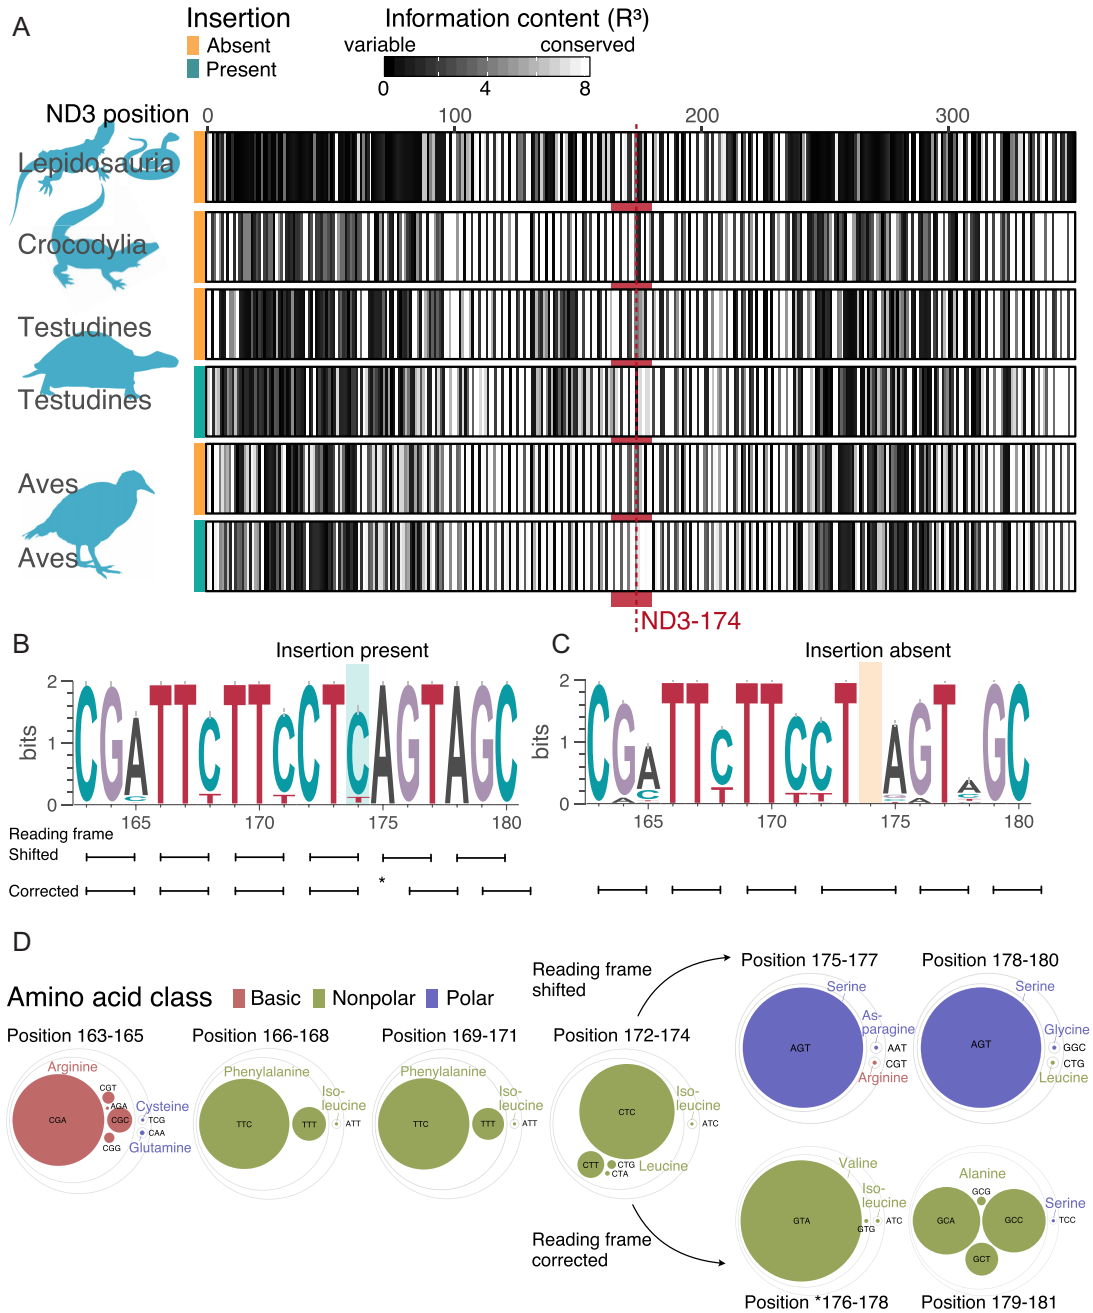 A
Insertion
Absent
Present
Information content (R³)
variable conserved
0 4 8
ND3 position 0 100 200 300
Lepidosauria
Crocodylia
Testudines
Testudines
Aves
Aves
ND3-174
B
Insertion present
bits
2
1
0
CGATTCTTCCTCAGTAGC
165 170 175 180
Reading frame
Shifted
Corrected
*
C
Insertion absent
bits
2
1
0
CGATTCTTCCTAGTAGC
165 170 175 180
D
Amino acid class Basic Nonpolar Polar
Position 163-165
Arginine
CGA
CGT
AGA
CGC
CGG
Cysteine
TCG
CAA
Glutamine
Position 166-168
Phenylalanine
TTC
TTT
Iso-
leucine
ATT
Position 169-171
Phenylalanine
TTC
TTT
Iso-
leucine
ATT
Position 172-174
CTC
CTT
CTG
CTA
Leucine
Iso-
leucine
ATC
Reading frame
shifted
Position 175-177
Serine
AGT
As-
paragine
AAT
CGT
Arginine
Position 178-180
Serine
AGT
Glycine
GGC
CTG
Leucine
Reading frame
corrected
Valine
GTA
Iso-
leucine
GTG
ATC
Position *176-178
Alanine
GCG
GCA
GCC
GCT
Serine
TCC
Position 179-181